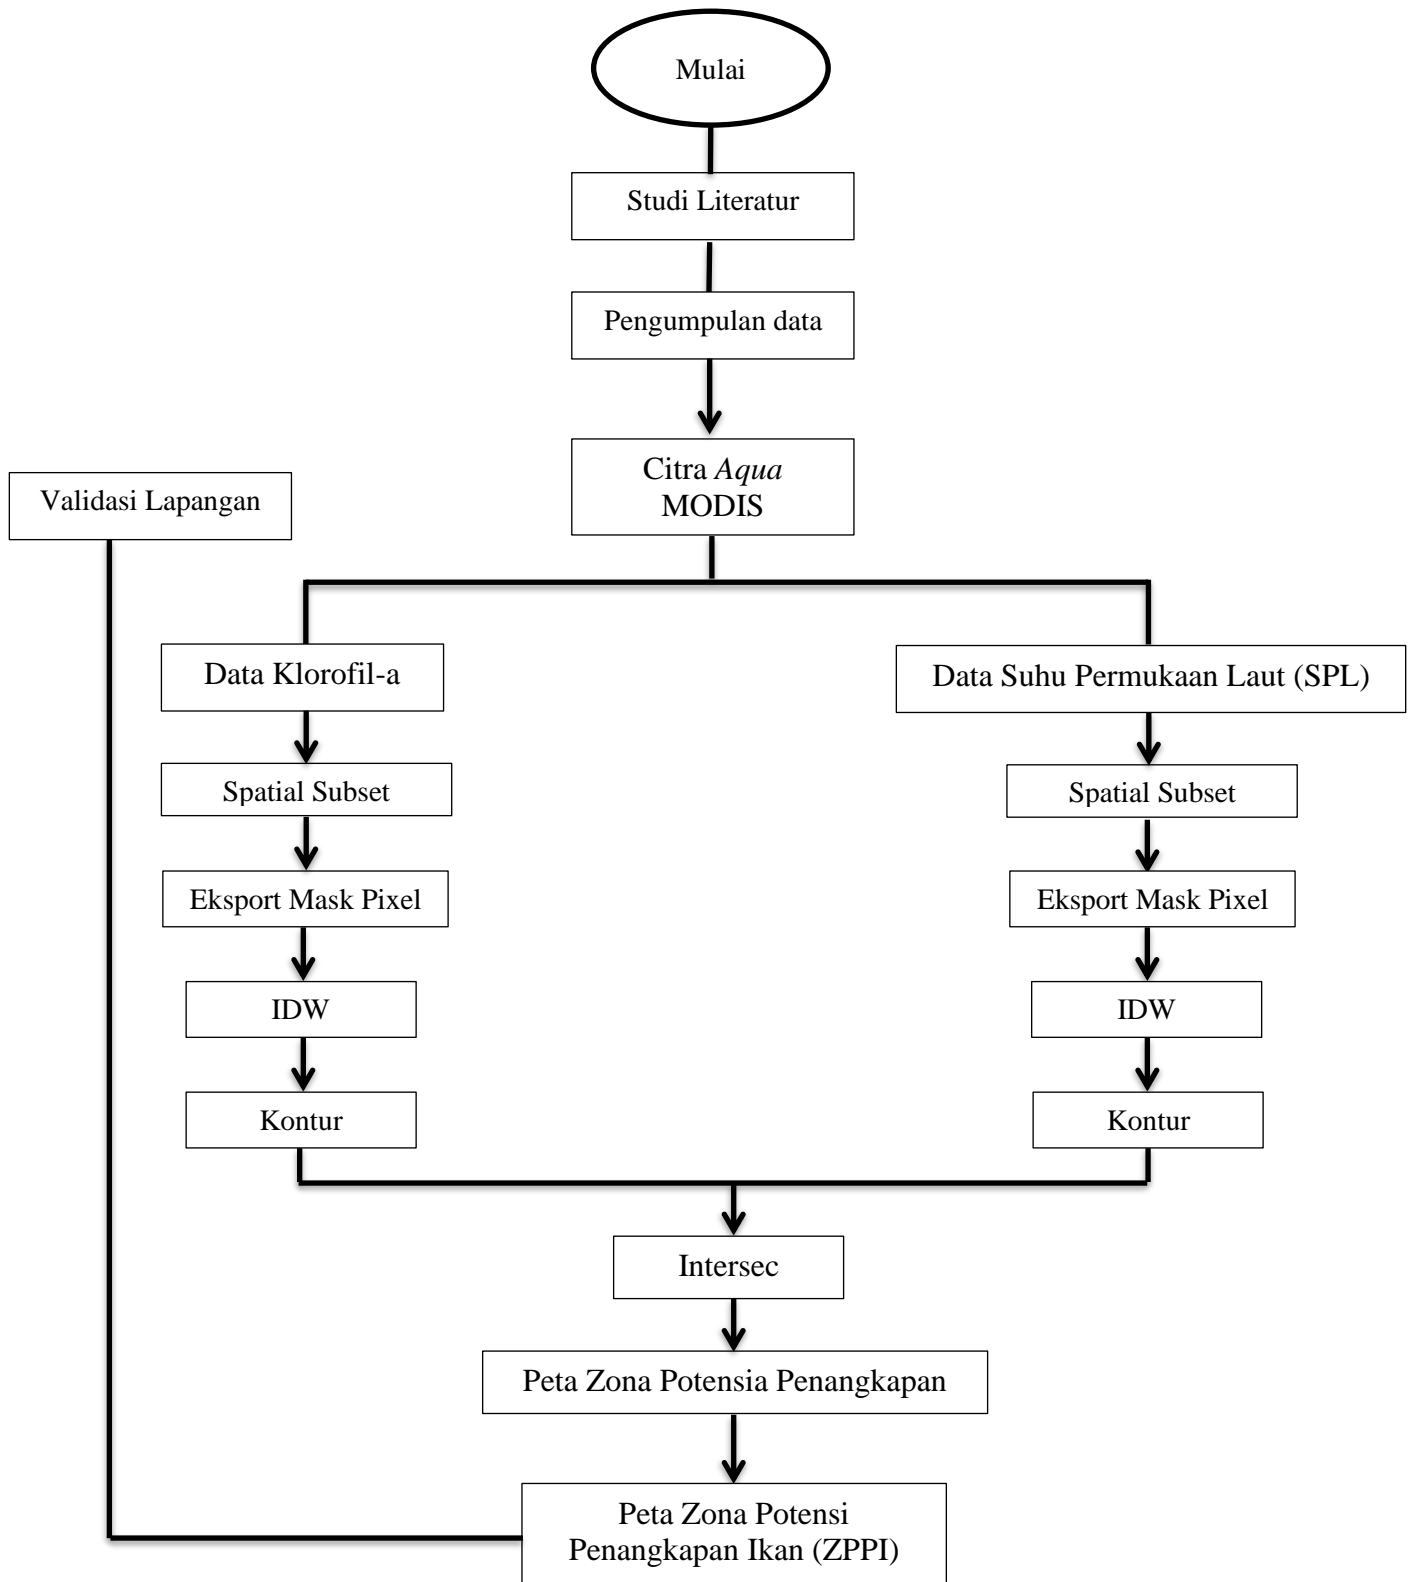 Mulai
Studi Literatur
Pengumpulan data
Citra Aqua
MODIS
Validasi Lapangan
Data Klorofil-a
Data Suhu Permukaan Laut (SPL)
Spatial Subset
Spatial Subset
Eksport Mask Pixel
Eksport Mask Pixel
IDW
IDW
Kontur
Kontur
Intersec
Peta Zona Potensia Penangkapan
Peta Zona Potensi
Penangkapan Ikan (ZPPI)